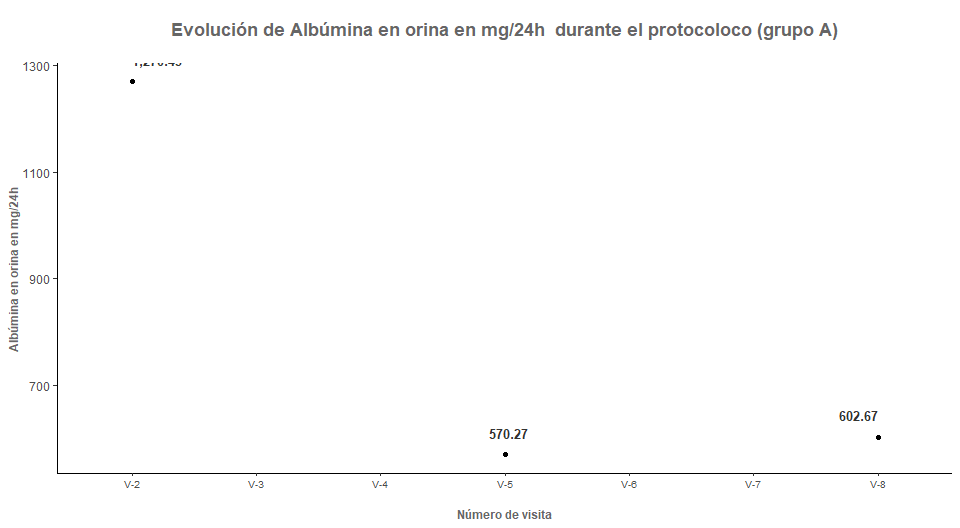 Evolución de Albúmina en orina en mg/24h  durante el protocoloco (grupo A)
1300
1100
900
700
Albúmina en orina en mg/24h
570.27
602.67
V-2 V-3 V-4 V-5 V-6 V-7 V-8
Número de visita